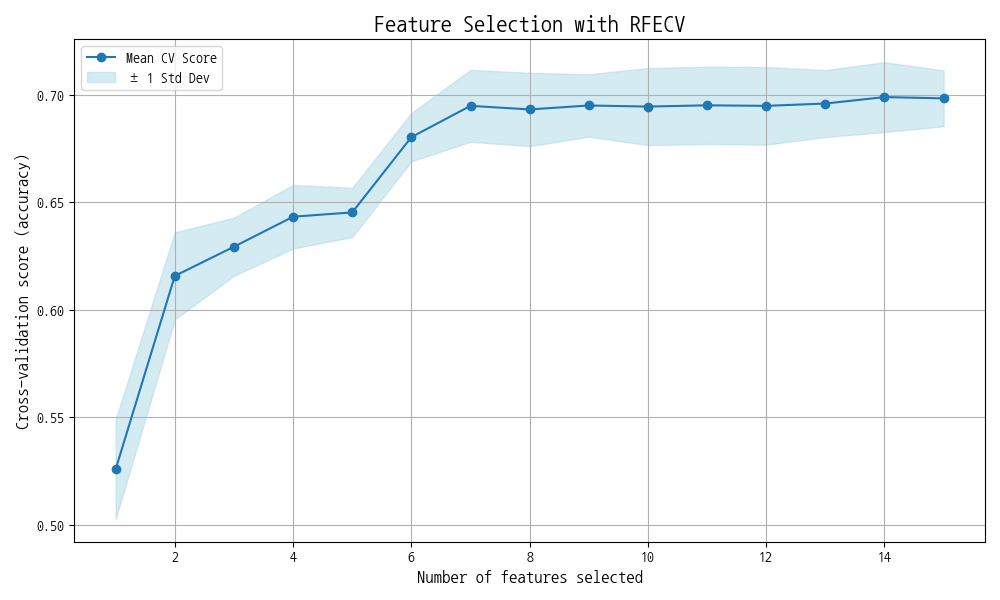 Feature Selection with RFECV
Mean CV Score
± 1 Std Dev
Cross-validation score (accuracy)
0.70
0.65
0.60
0.55
0.50
2 4 6 8 10 12 14
Number of features selected